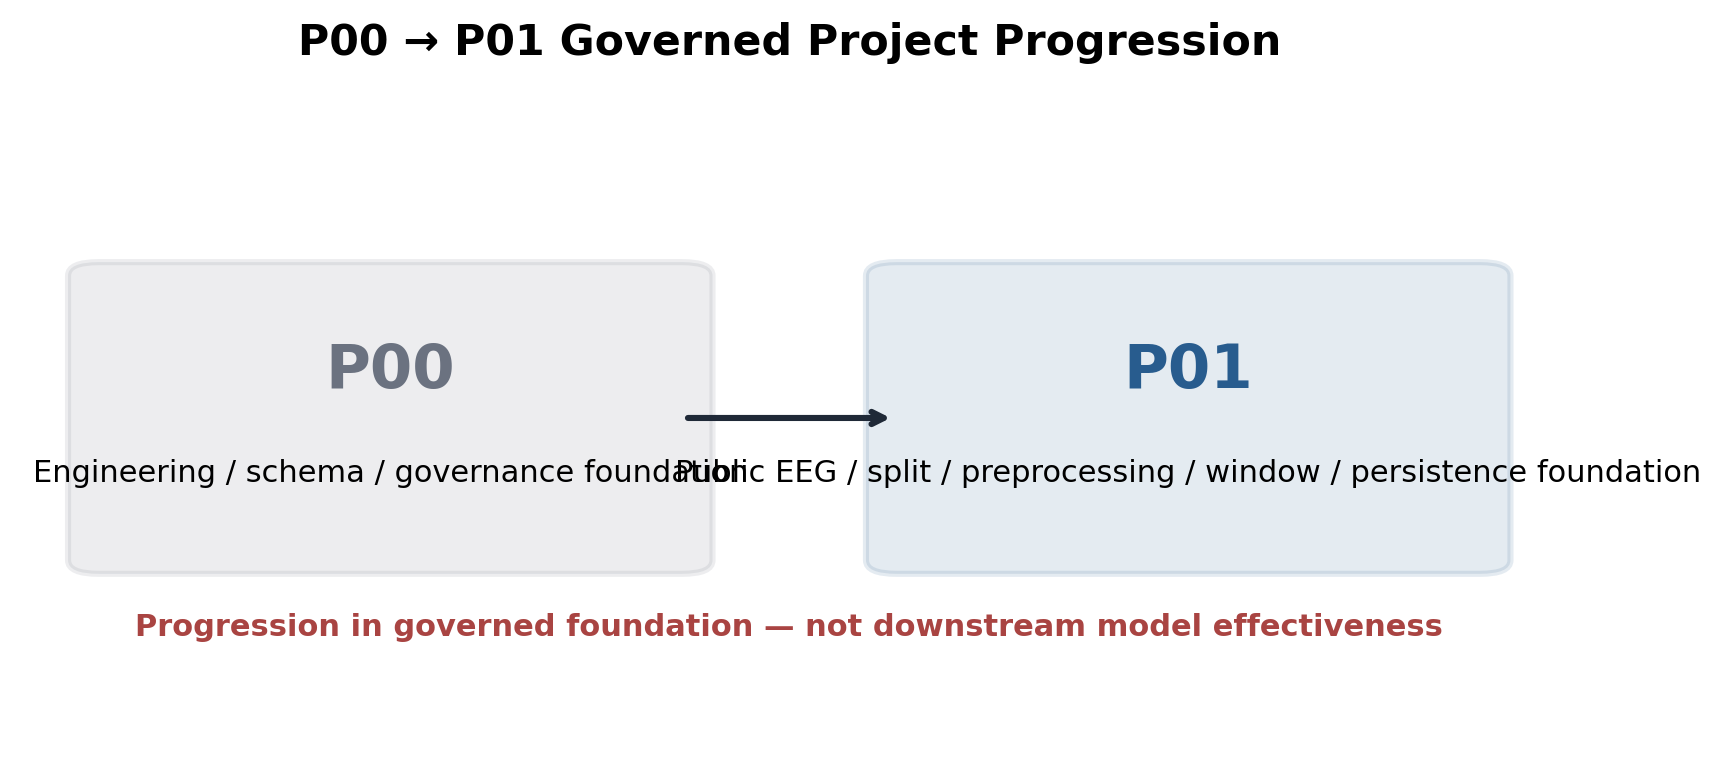 P00 → P01 Governed Project Progression
P00
P01
Engineering / schema / governance foundation
Public EEG / split / preprocessing / window / persistence foundation
Progression in governed foundation — not downstream model effectiveness